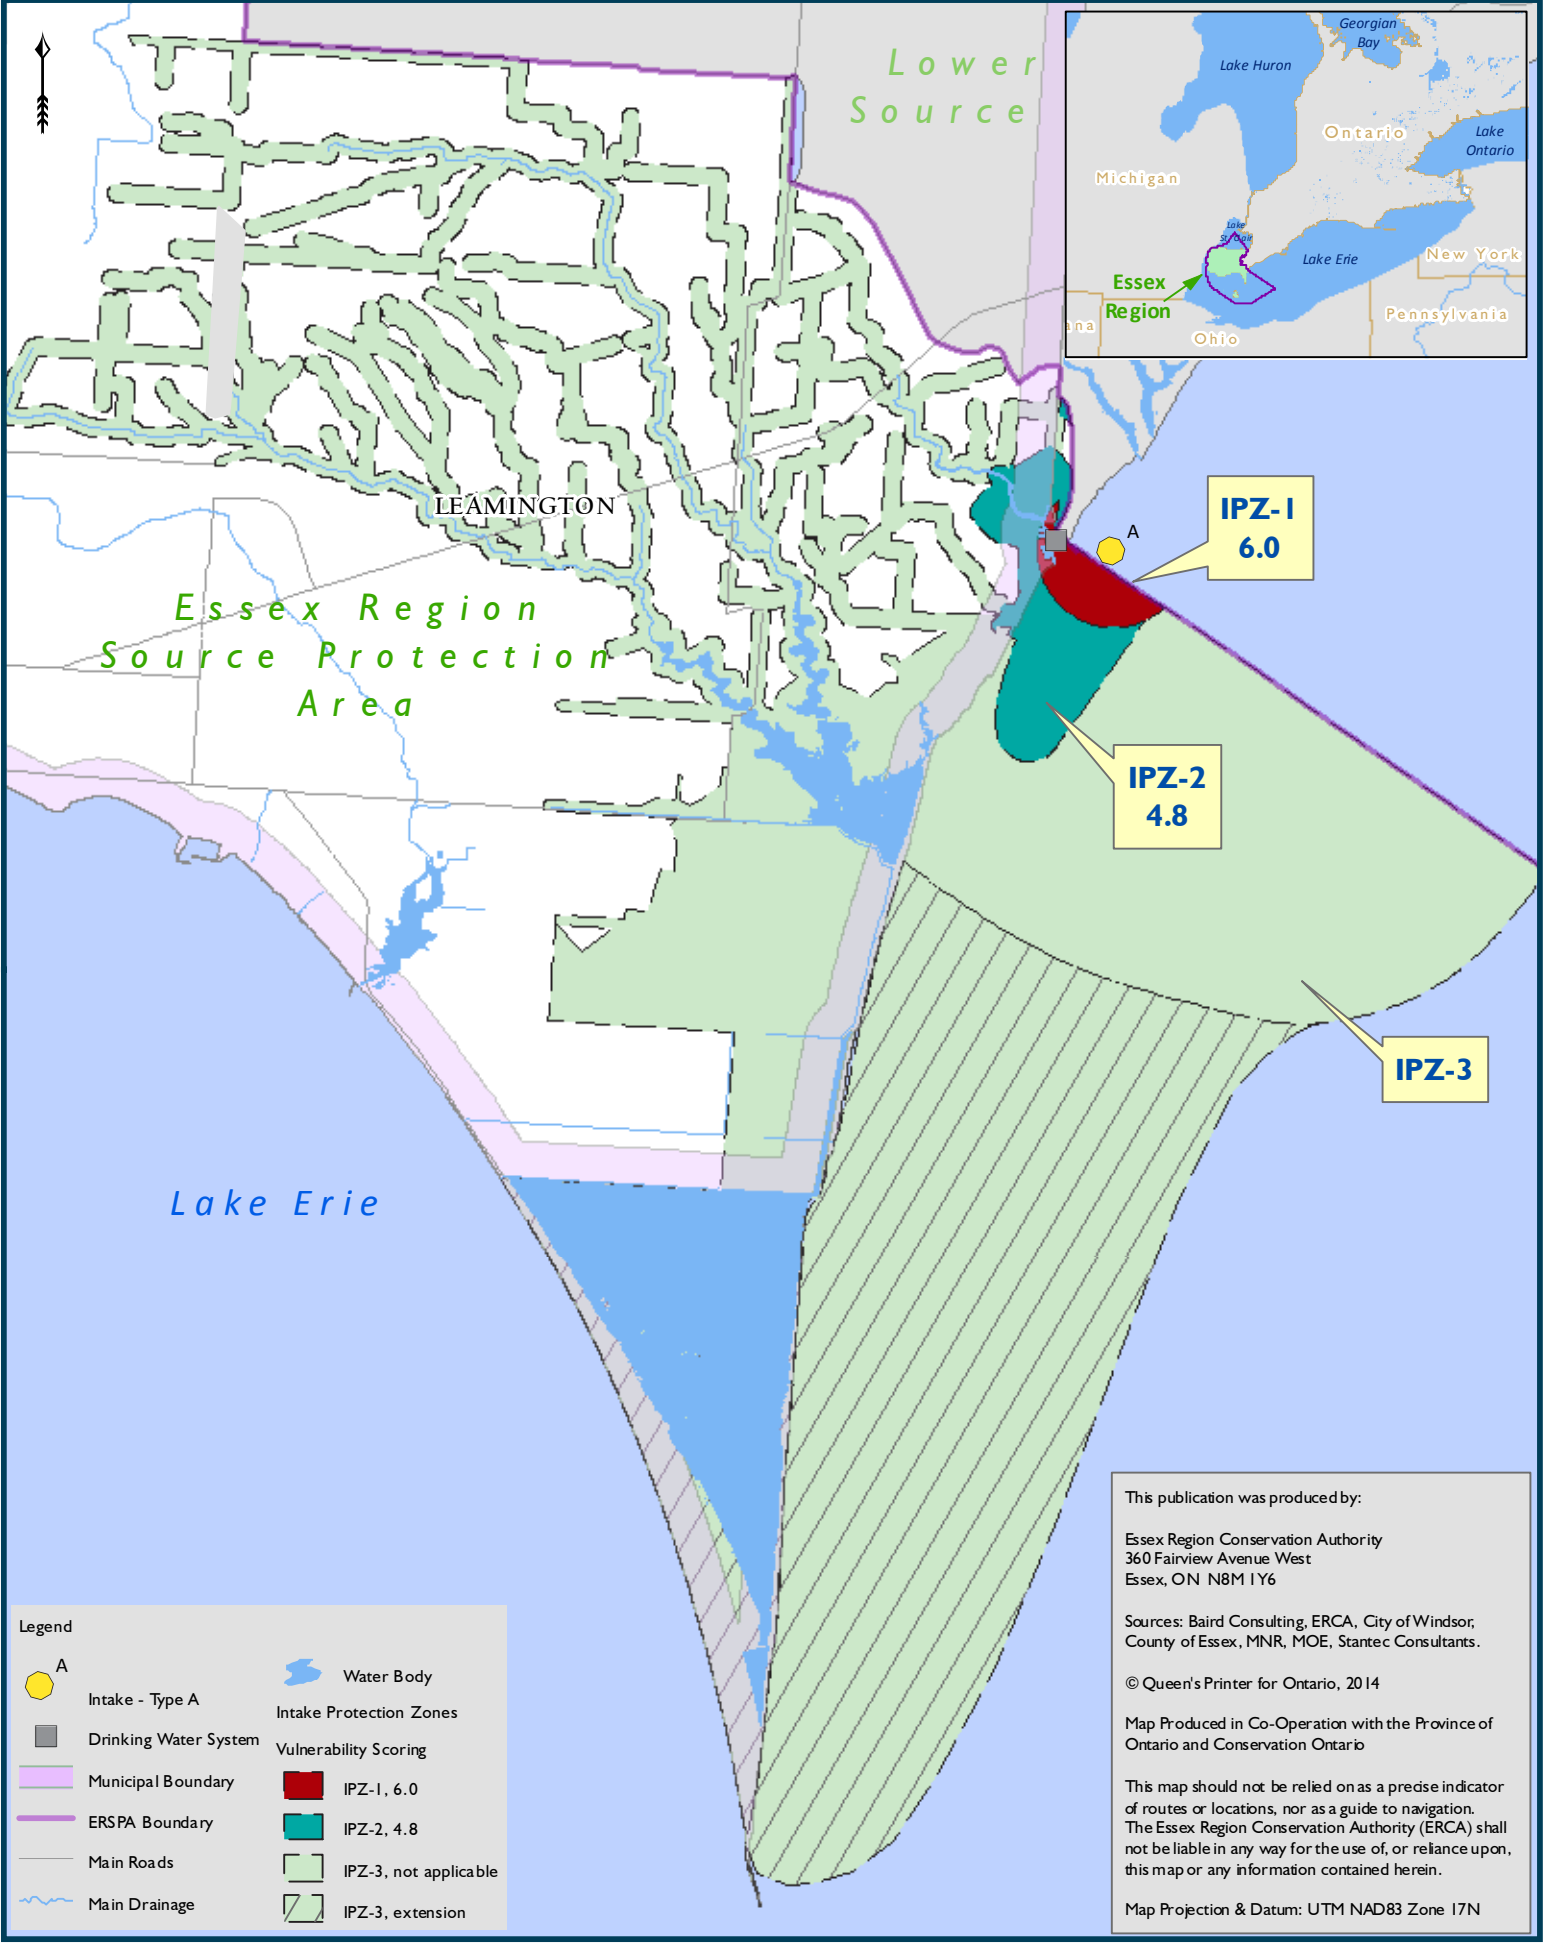 Lower
Source
Georgian
Bay
Lake Huron
Ontario
Lake
Ontario
Michigan
Lake
St. Clair
Lake Erie
New York
Essex
Region
Pennsylvania
ana
Ohio
LEAMINGTON
A
IPZ-1
6.0
Essex Region
Source Protection
Area
IPZ-2
4.8
IPZ-3
Lake Erie
Legend
A
Intake - Type A
Drinking Water System
Municipal Boundary
ERSPA Boundary
Main Roads
Main Drainage
Water Body
Intake Protection Zones
Vulnerability Scoring
IPZ-1, 6.0
IPZ-2, 4.8
IPZ-3, not applicable
IPZ-3, extension
This publication was produced by:
Essex Region Conservation Authority
360 Fairview Avenue West
Essex, ON N8M 1Y6
Sources: Baird Consulting, ERCA, City of Windsor,
County of Essex, MNR, MOE, Stantec Consultants.
© Queen's Printer for Ontario, 2014
Map Produced in Co-Operation with the Province of
Ontario and Conservation Ontario
This map should not be relied on as a precise indicator
of routes or locations, nor as a guide to navigation.
The Essex Region Conservation Authority (ERCA) shall
not be liable in any way for the use of, or reliance upon,
this map or any information contained herein.
Map Projection & Datum: UTM NAD83 Zone 17N